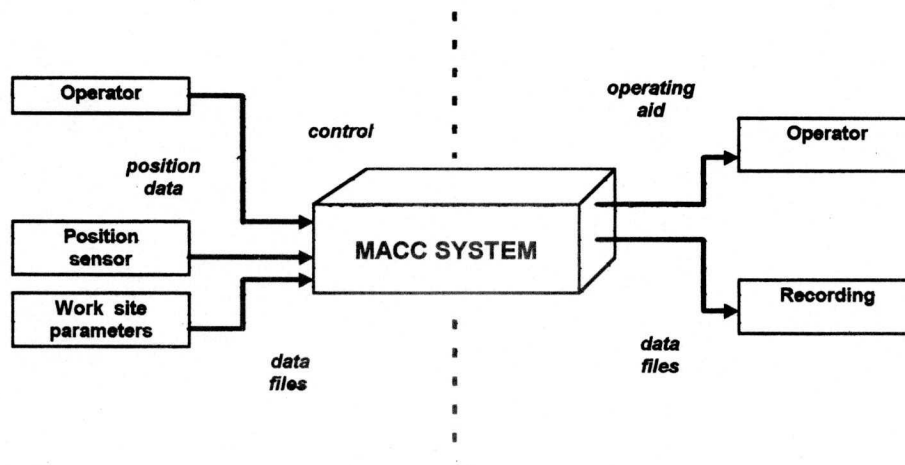 Operator
control
position
data
Position
sensor
Work site
parameters
data
files
MACC SYSTEM
operating
aid
Operator
Recording
data
files